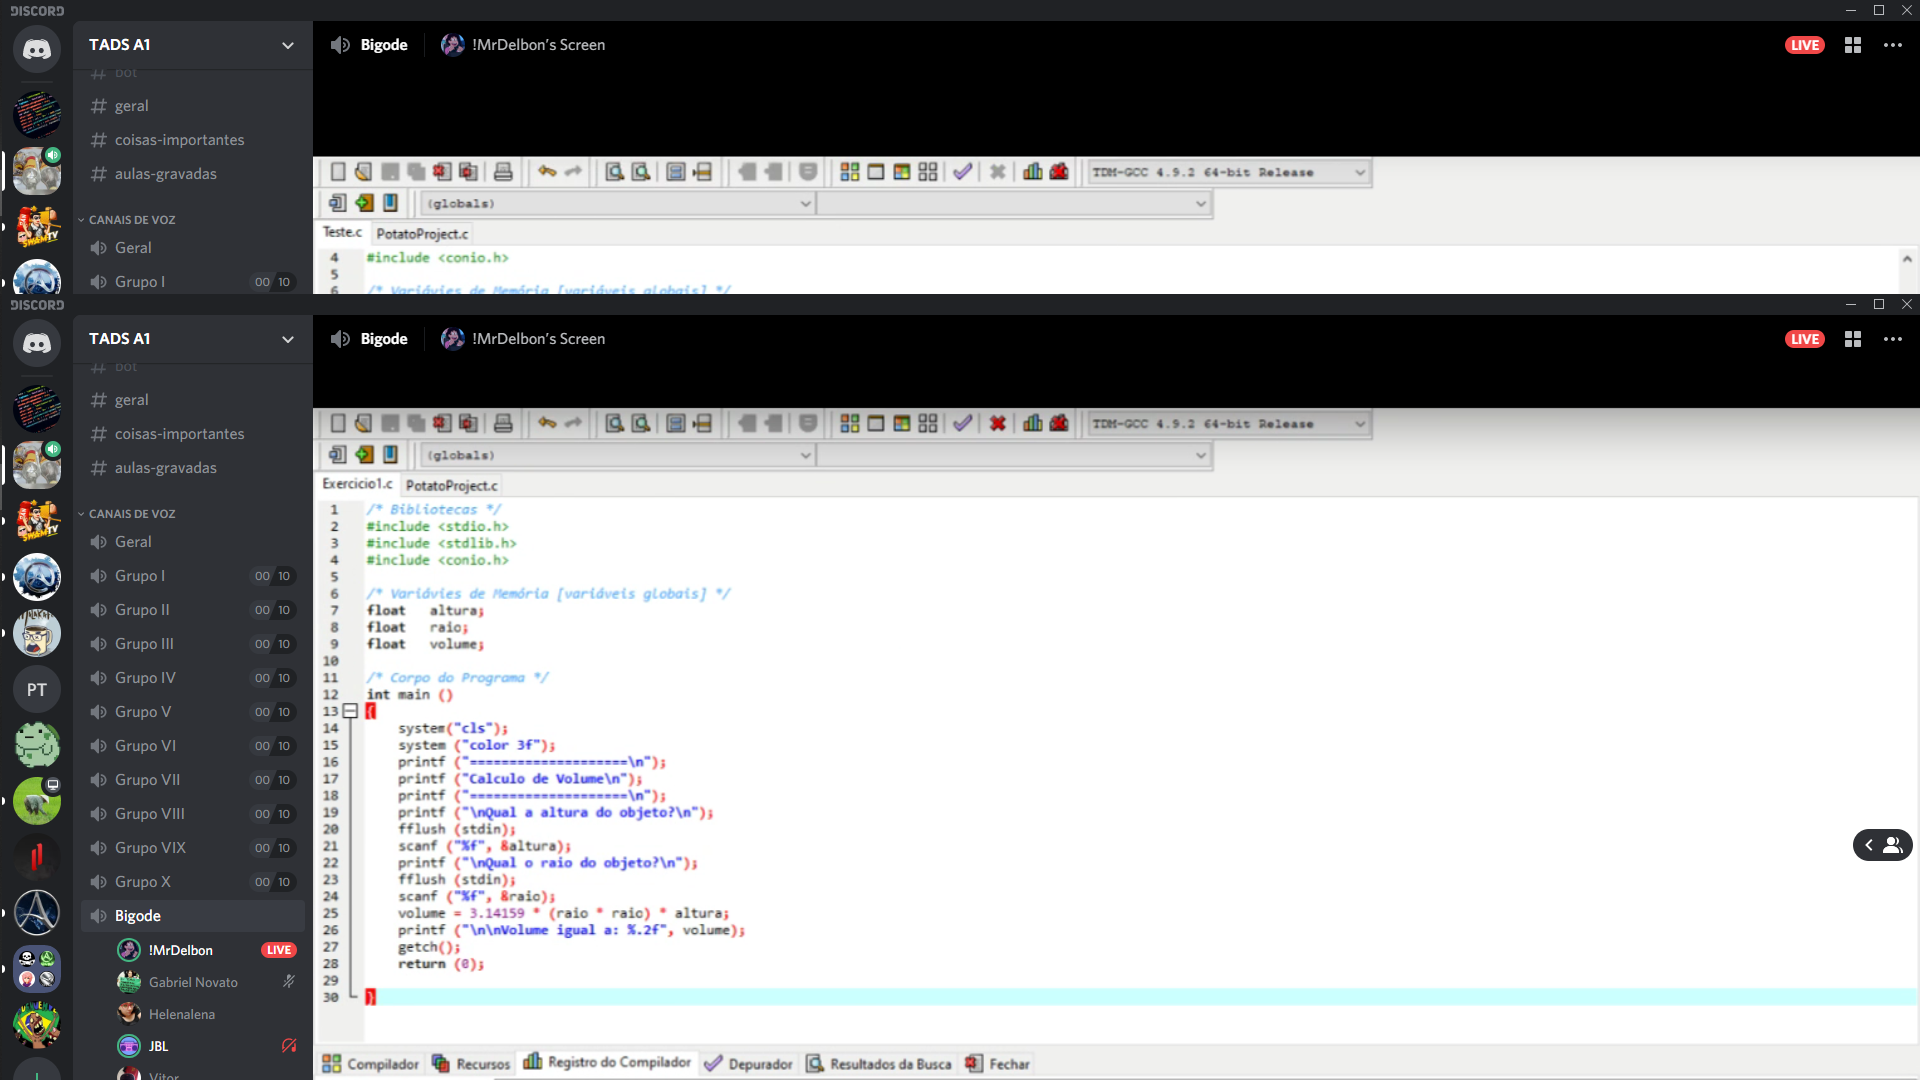 DISCORD
TADS A1
bot
geral
coisas-importantes
aulas-gravadas
CANAIS DE VOZ
Geral
Grupo I 00 10
Bigode !MrDelbon's Screen LIVE
TDM-GCC 4.9.2 64-bit Release
(globals)
Teste.c PotatoProject.c
4 #include <conio.h>
5
6 /* Variávies de Memória [variáveis globais] */
DISCORD
TADS A1
bot
geral
coisas-importantes
aulas-gravadas
CANAIS DE VOZ
Geral
Grupo I 00 10
Grupo II 00 10
Grupo III 00 10
Grupo IV 00 10
PT
Grupo V 00 10
Grupo VI 00 10
Grupo VII 00 10
Grupo VIII 00 10
Grupo VIX 00 10
Grupo X 00 10
Bigode
!MrDelbon LIVE
Gabriel Novato
Helenalena
JBL
Vitor
Bigode !MrDelbon's Screen LIVE
TDM-GCC 4.9.2 64-bit Release
(globals)
Exercicio1.c PotatoProject.c
1 /* Bibliotecas */
2 #include <stdio.h>
3 #include <stdlib.h>
4 #include <conio.h>
5
6 /* Variávies de Memória [variáveis globais] */
7 float altura;
8 float raio;
9 float volume;
10
11 /* Corpo do Programa */
12 int main ()
13 {
14 system("cls");
15 system ("color 3f");
16 printf ("====================\n");
17 printf ("Calculo de Volume\n");
18 printf ("====================\n");
19 printf ("\nQual a altura do objeto?\n");
20 fflush (stdin);
21 scanf ("%f", &altura);
22 printf ("\nQual o raio do objeto?\n");
23 fflush (stdin);
24 scanf ("%f", &raio);
25 volume = 3.14159 * (raio * raio) * altura;
26 printf ("\n\nVolume igual a: %.2f", volume);
27 getch();
28 return (0);
29
30 }
Compilador Recursos Registro do Compilador Depurador Resultados da Busca Fechar